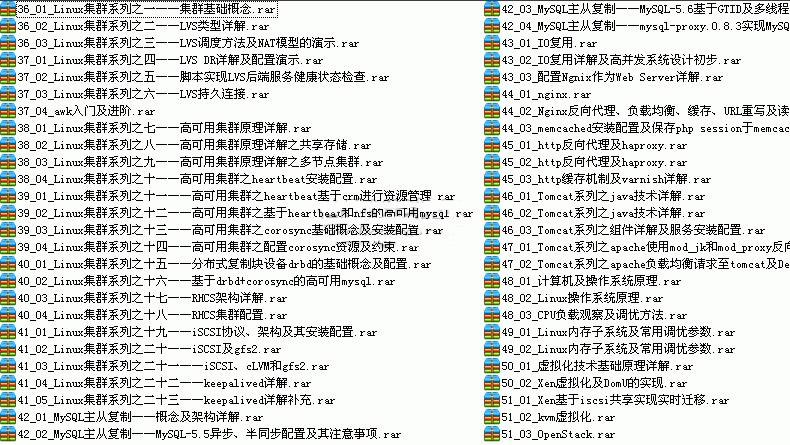 36_01_Linux集群系列之一———集群基础概念.rar
36_02_Linux集群系列之二——LVS类型详解.rar
36_03_Linux集群系列之三——LVS调度方法及NAT模型的演示.rar
37_01_Linux集群系列之四——LVS DR详解及配置演示.rar
37_02_Linux集群系列之五——脚本实现LVS后端服务健康状态检查.rar
37_03_Linux集群系列之六——LVS持久连接.rar
37_04_awk入门及进阶.rar
38_01_Linux集群系列之七——高可用集群原理详解.rar
38_02_Linux集群系列之八——高可用集群原理详解之共享存储.rar
38_03_Linux集群系列之九——高可用集群原理详解之多节点集群.rar
38_04_Linux集群系列之十——高可用集群之heartbeat安装配置.rar
39_01_Linux集群系列之十一——高可用集群之heartbeat基于crm进行资源管理.rar
39_02_Linux集群系列之十二——高可用集群之基于heartbeat和nfs的高可用mysql.rar
39_03_Linux集群系列之十三——高可用集群之corosync基础概念及安装配置.rar
39_04_Linux集群系列之十四——高可用集群之配置corosync资源及约束.rar
40_01_Linux集群系列之十五——分布式复制块设备drbd的基础概念及配置.rar
40_02_Linux集群系列之十六——基于drbd+corosync的高可用mysql.rar
40_03_Linux集群系列之十七——RHCS架构详解.rar
40_04_Linux集群系列之十八——RHCS集群配置.rar
41_01_Linux集群系列之十九——iSCSI协议、架构及其安装配置.rar
41_02_Linux集群系列之二十——iSCSI及gfs2.rar
41_03_Linux集群系列之二十一——iSCSI、cLVM和gfs2.rar
41_04_Linux集群系列之二十二——keepalived详解.rar
41_05_Linux集群系列之二十三——keepalived详解补充.rar
42_01_MySQL主从复制——概念及架构详解.rar
42_02_MySQL主从复制——MySQL-5.5异步、半同步配置及其注意事项.rar
42_03_MySQL主从复制——MySQL-5.6基于GTID及多线程
42_04_MySQL主从复制——mysql-proxy.0.8.3实现MySQ
43_01_IO复用.rar
43_02_IO复用详解及高并发系统设计初步.rar
43_03_配置Ngnix作为Web Server详解.rar
44_01_nginx.rar
44_02_Nginx反向代理、负载均衡、缓存、URL重写及读
44_03_memcached安装配置及保存php session于memcac
45_01_http反向代理及haproxy.rar
45_02_http反向代理及haproxy.rar
45_03_http缓存机制及varnish详解.rar
46_01_Tomcat系列之java技术详解.rar
46_02_Tomcat系列之java技术详解.rar
46_03_Tomcat系列之组件详解及服务安装配置.rar
47_01_Tomcat系列之apache使用mod_jk和mod_proxy反向
47_02_Tomcat系列之apache负载均衡请求至tomcat及De
48_01_计算机及操作系统原理.rar
48_02_Linux操作系统原理.rar
48_03_CPU负载观察及调优方法.rar
49_01_Linux内存子系统及常用调优参数.rar
49_02_Linux内存子系统及常用调优参数.rar
50_01_虚拟化技术基础原理详解.rar
50_02_Xen虚拟化及DomU的实现.rar
51_01_Xen基于iscsi共享实现实时迁移.rar
51_02_kvm虚拟化.rar
51_03_OpenStack.rar